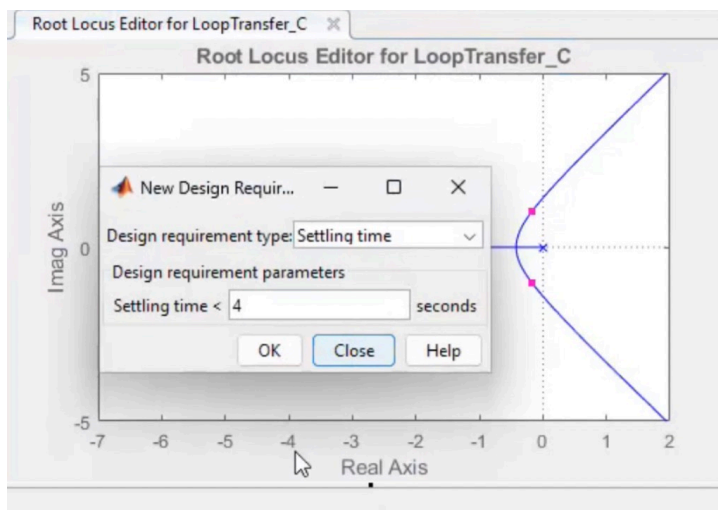 Root Locus Editor for LoopTransfer_C
Root Locus Editor for LoopTransfer_C
5
New Design Requir...
Design requirement type: Settling time
Imag Axis
0
Design requirement parameters
Settling time < 4 seconds
OK Close Help
-5
-7 -6 -5 -4 -3 -2 -1 0 1 2
Real Axis